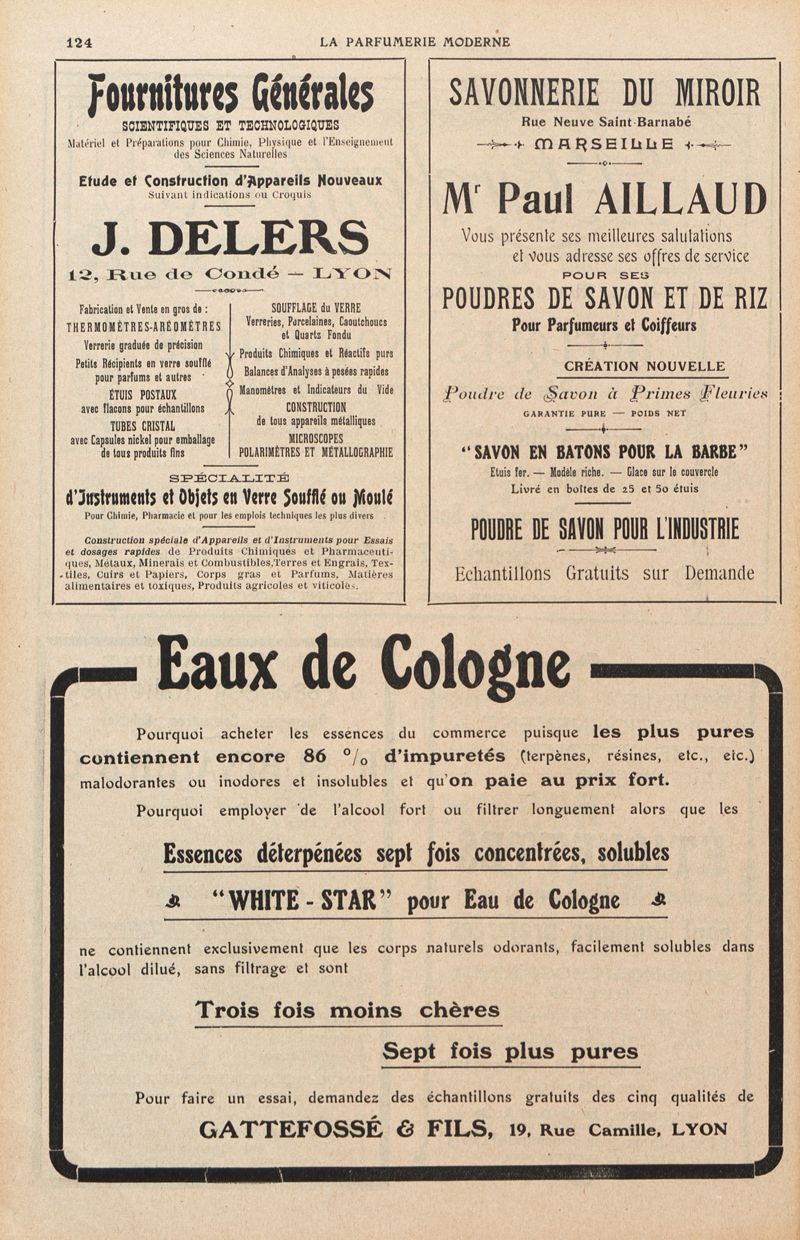 124
LA PARFUMERIE MODERNE
Fournitures Générales
SCIENTIFIQUES ET TECHNOLOGIQUES
Matériel et Préparations pour Chimie, Physique et l'Enseignement
des Sciences Naturelles
Etude et Construction d'Appareils Nouveaux
Suivant indications ou Croquis
J. DELERS
12, Rue de Condé — LYON
Fabrication et Vente en gros de :
THERMOMÈTRES-ARÉOMÈTRES
Verrerie graduée de précision
Petits Récipients en verre soufflé
pour parfums et autres
ÉTUIS POSTAUX
avec flacons pour échantillons
TUBES CRISTAL
avec Capsules nickel pour emballage
de tous produits fins
SOUFFLAGE du VERRE
Verreries, Porcelaines, Caoutchoucs
et Quartz Fondu
Produits Chimiques et Réactifs purs
Balances d'Analyses à pesées rapides
Manomètres et Indicateurs du Vide
CONSTRUCTION
de tous appareils métalliques
MICROSCOPES
POLARIMÈTRES ET MÉTALLOGRAPHIE
SPÉCIALITÉ
d'Instruments et Objets en Verre Soufflé ou Moulé
Pour Chimie, Pharmacie et pour les emplois techniques les plus divers
Construction spéciale d'Appareils et d'Instruments pour Essais
et dosages rapides de Produits Chimiques et Pharmaceuti-
ques, Métaux, Minerais et Combustibles, Terres et Engrais, Tex-
tiles, Cuirs et Papiers, Corps gras et Parfums, Matières
alimentaires et toxiques, Produits agricoles et viticoles.
SAVONNERIE DU MIROIR
Rue Neuve Saint-Barnabé
MARSEILLE
Mr Paul AILLAUD
Vous présente ses meilleures salutations
et vous adresse ses offres de service
POUR SES
POUDRES DE SAVON ET DE RIZ
Pour Parfumeurs et Coiffeurs
CRÉATION NOUVELLE
Poudre de Savon à Primes Fleuries
GARANTIE PURE — POIDS NET
"SAVON EN BATONS POUR LA BARBE"
Etuis fer. — Modèle riche. — Glace sur le couvercle
Livré en boîtes de 25 et 50 étuis
POUDRE DE SAVON POUR L'INDUSTRIE
Echantillons Gratuits sur Demande
Eaux de Cologne
Pourquoi acheter les essences du commerce puisque les plus pures
contiennent encore 86 % d'impuretés (terpènes, résines, etc., etc.)
malodorantes ou inodores et insolubles et qu'on paie au prix fort.
Pourquoi employer de l'alcool fort ou filtrer longuement alors que les
Essences déterpénées sept fois concentrées, solubles
"WHITE-STAR" pour Eau de Cologne
ne contiennent exclusivement que les corps naturels odorants, facilement solubles dans
l'alcool dilué, sans filtrage et sont
Trois fois moins chères
Sept fois plus pures
Pour faire un essai, demandez des échantillons gratuits des cinq qualités de
GATTEFOSSÉ & FILS, 19, Rue Camille, LYON